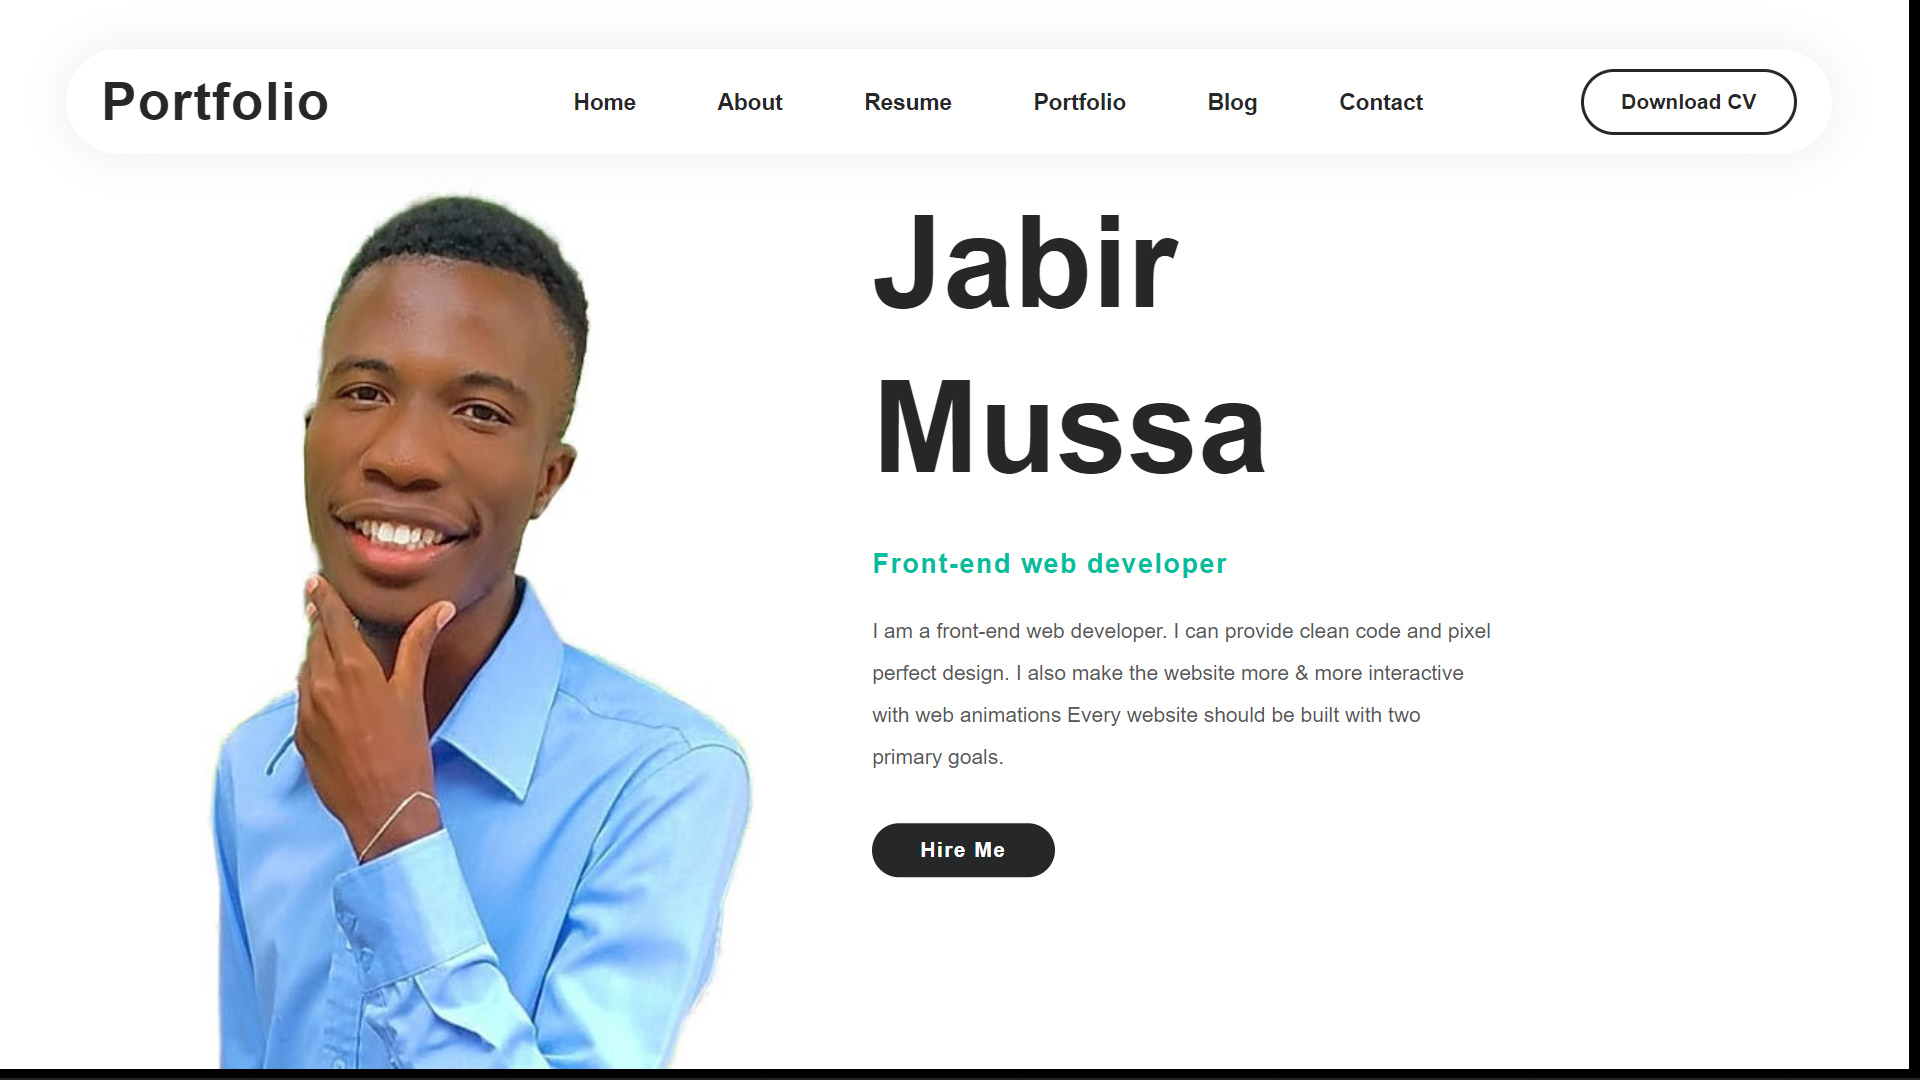 Portfolio
Home About Resume Portfolio Blog Contact
Download CV
Jabir
Mussa
Front-end web developer
I am a front-end web developer. I can provide clean code and pixel
perfect design. I also make the website more & more interactive
with web animations Every website should be built with two
primary goals.
Hire Me